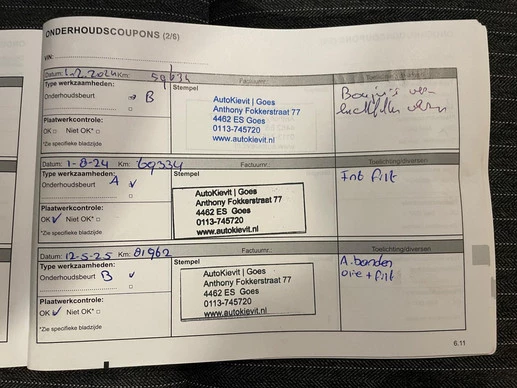 ONDERHOUDSCOUPONS (2/6)
VIN:
Datum: 1-2-2024 Km: 59634 Factuurnr.:
Type werkzaamheden: Stempel
Onderhoudsbeurt B
AutoKievit | Goes
Anthony Fokkerstraat 77
4462 ES Goes
0113-745720
www.autokievit.nl
Bougie's ver
luchtfilter
Plaatwerkcontrole:
OK Niet OK*
*Zie specifieke bladzijde
Datum: 1-8-24 Km: 69334 Factuurnr.: Toelichting/diversen
Type werkzaamheden: Stempel
Onderhoudsbeurt A ✓
AutoKievit | Goes
Anthony Fokkerstraat 77
4462 ES Goes
0113-745720
www.autokievit.nl
Int filt
Plaatwerkcontrole:
OK ✓ Niet OK*
*Zie specifieke bladzijde
Datum: 12-5-25 Km: 81962 Factuurnr.: Toelichting/diversen
Type werkzaamheden: Stempel
Onderhoudsbeurt B ✓
AutoKievit | Goes
Anthony Fokkerstraat 77
4462 ES Goes
0113-745720
www.autokievit.nl
A. banden
olie + filt
Plaatwerkcontrole:
OK ✓ Niet OK*
*Zie specifieke bladzijde
6.11